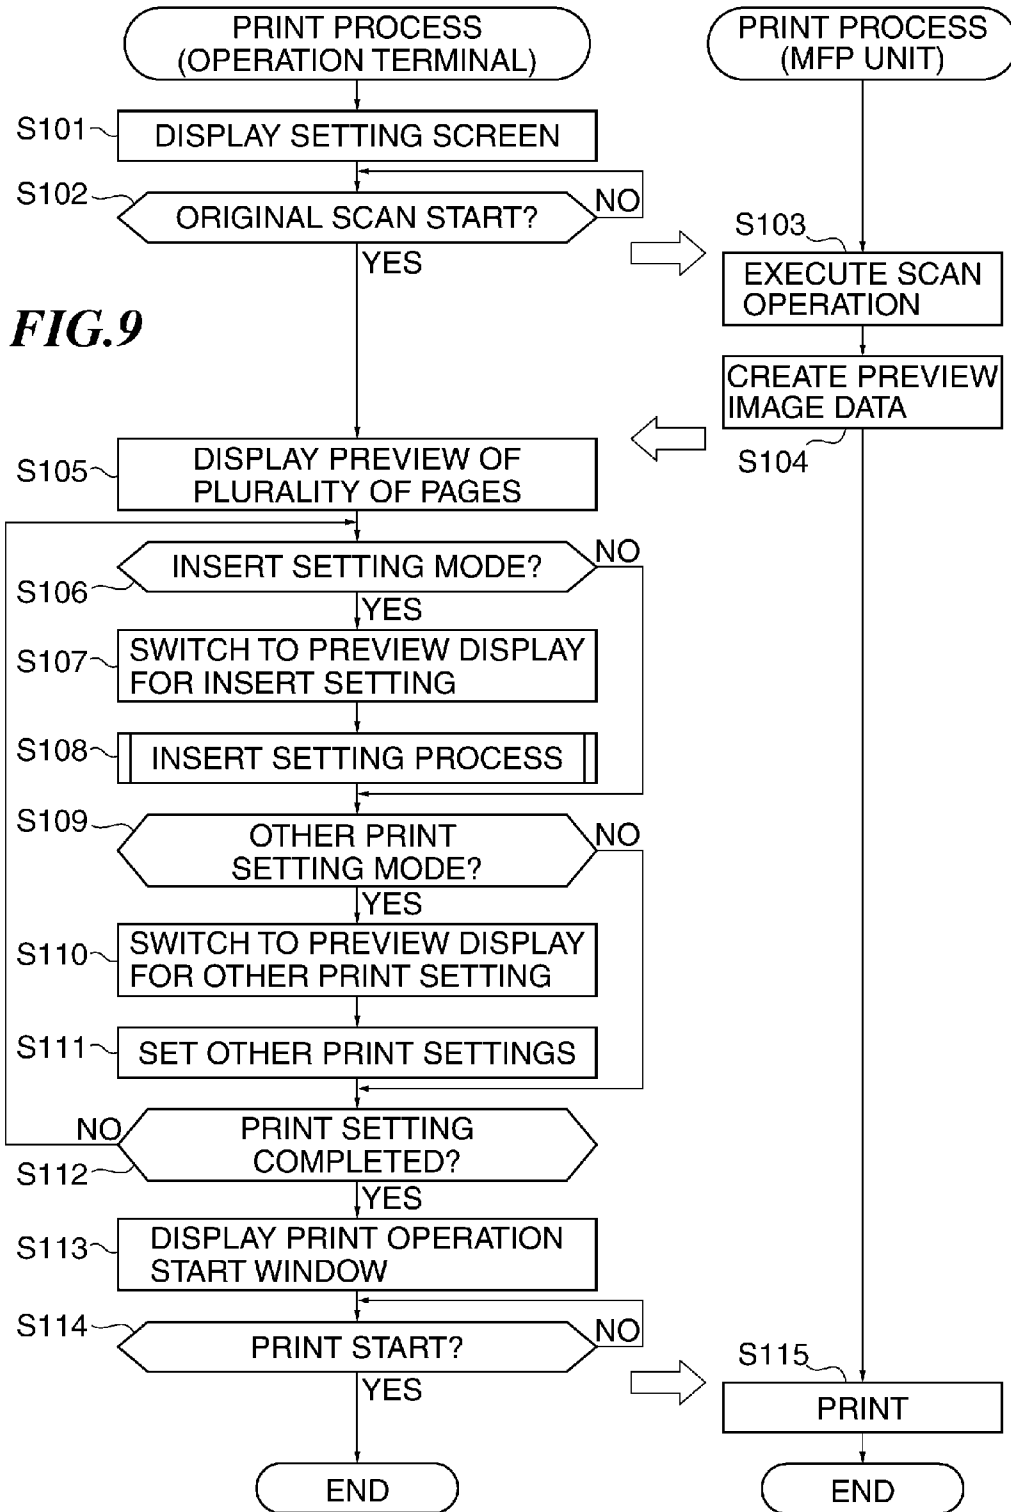 PRINT PROCESS
(OPERATION TERMINAL)
PRINT PROCESS
(MFP UNIT)
S101
DISPLAY SETTING SCREEN
S102
ORIGINAL SCAN START?
NO
YES
S103
EXECUTE SCAN
OPERATION
FIG.9
CREATE PREVIEW
IMAGE DATA
S104
S105
DISPLAY PREVIEW OF
PLURALITY OF PAGES
S106
INSERT SETTING MODE?
NO
YES
S107
SWITCH TO PREVIEW DISPLAY
FOR INSERT SETTING
S108
INSERT SETTING PROCESS
S109
OTHER PRINT
SETTING MODE?
NO
YES
S110
SWITCH TO PREVIEW DISPLAY
FOR OTHER PRINT SETTING
S111
SET OTHER PRINT SETTINGS
NO
PRINT SETTING
COMPLETED?
S112
YES
S113
DISPLAY PRINT OPERATION
START WINDOW
S114
PRINT START?
NO
YES
S115
PRINT
END
END